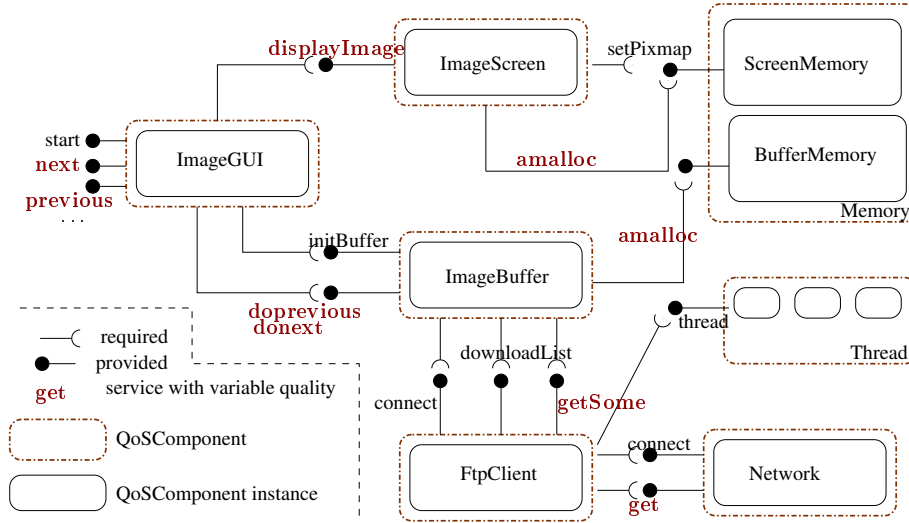 displayImage
setPixmap
ImageScreen
ScreenMemory
start
next
previous
. . .
ImageGUI
amalloc
BufferMemory
Memory
initBuffer
amalloc
ImageBuffer
doprevious
donext
thread
Thread
required
provided
get
service with variable quality
downloadList
connect
getSome
QoSComponent
QoSComponent instance
FtpClient
connect
get
Network